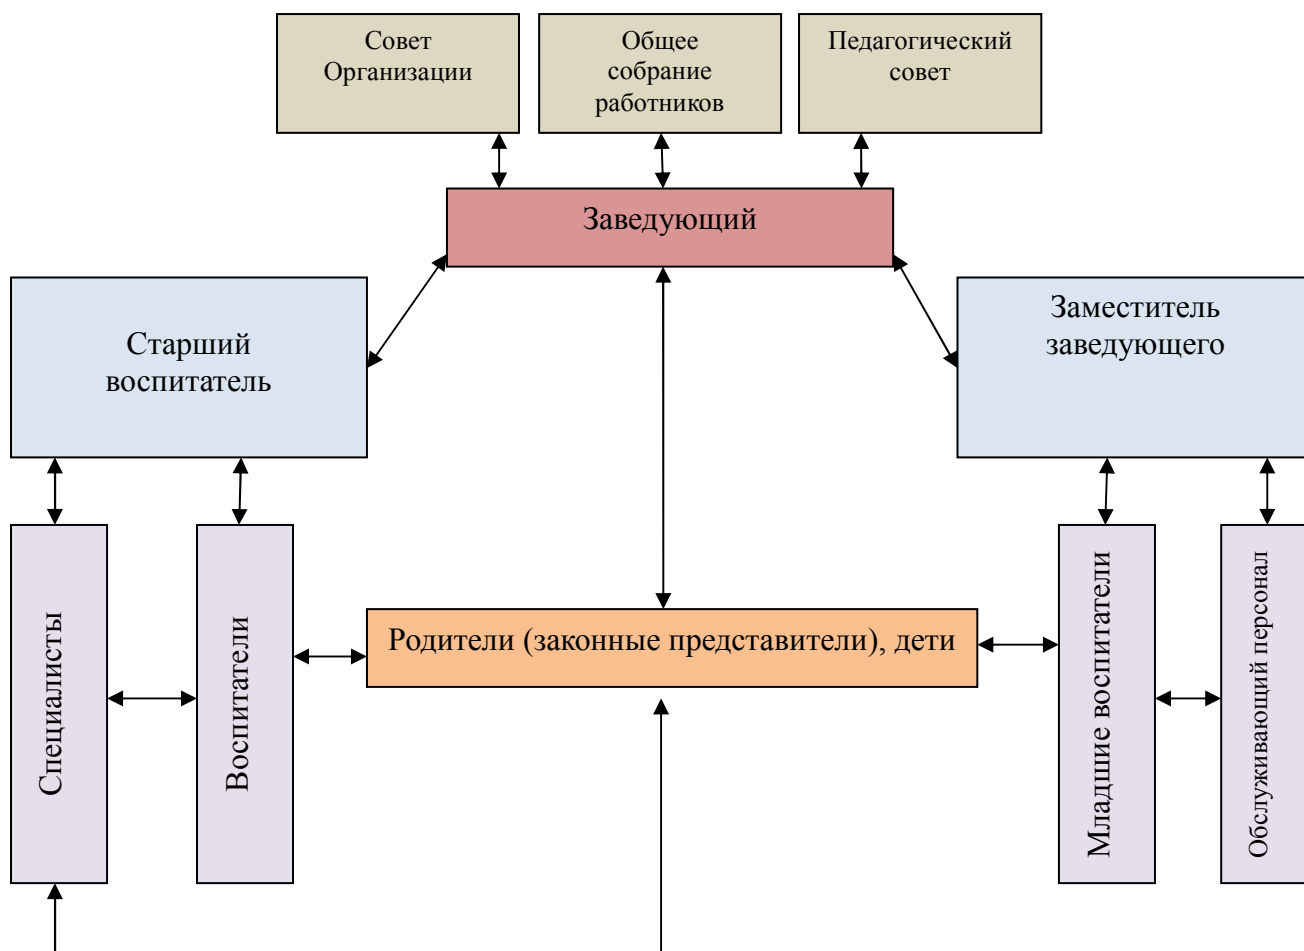 Совет
Организации
Общее
собрание
работников
Педагогический
совет
Заведующий
Старший
воспитатель
Заместитель
заведующего
Специалисты
Воспитатели
Родители (законные представители), дети
Младшие воспитатели
Обслуживающий персонал